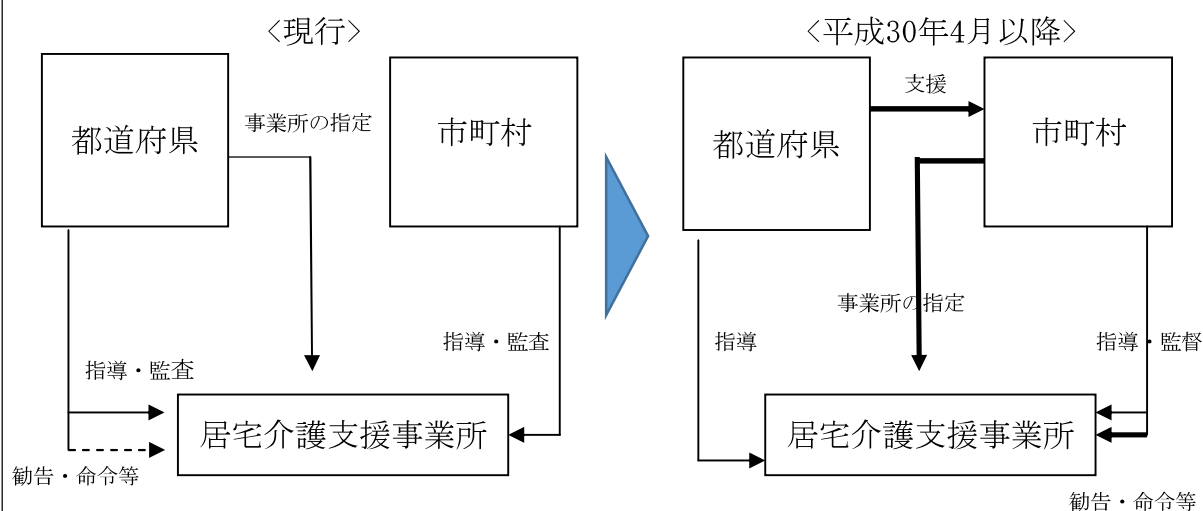 <現行>
都道府県
事業所の指定
市町村
指導・監査
指導・監査
居宅介護支援事業所
勧告・命令等
<平成30年4月以降>
都道府県
支援
市町村
事業所の指定
指導
指導・監督
居宅介護支援事業所
勧告・命令等